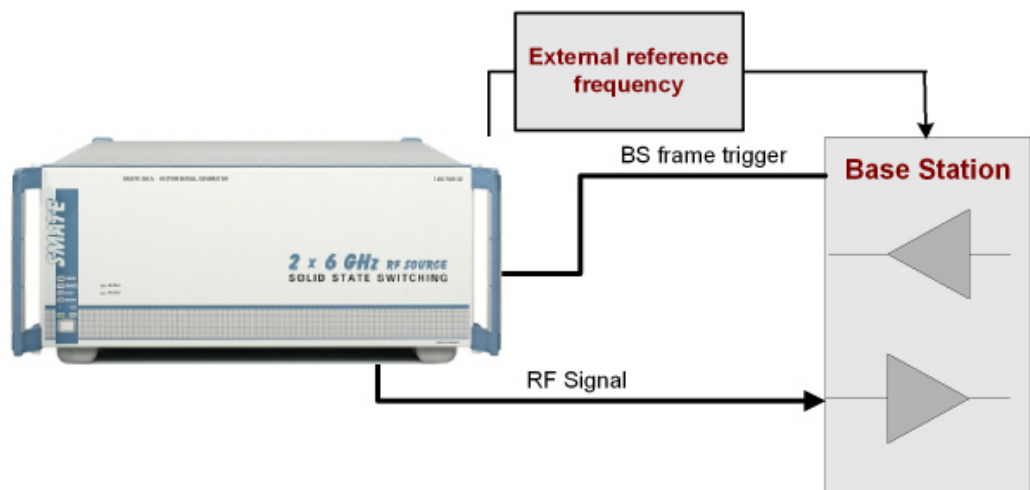 External reference
frequency
BS frame trigger
Base Station
SMATE
2 x 6 GHz RF SOURCE
SOLID STATE SWITCHING
RF Signal